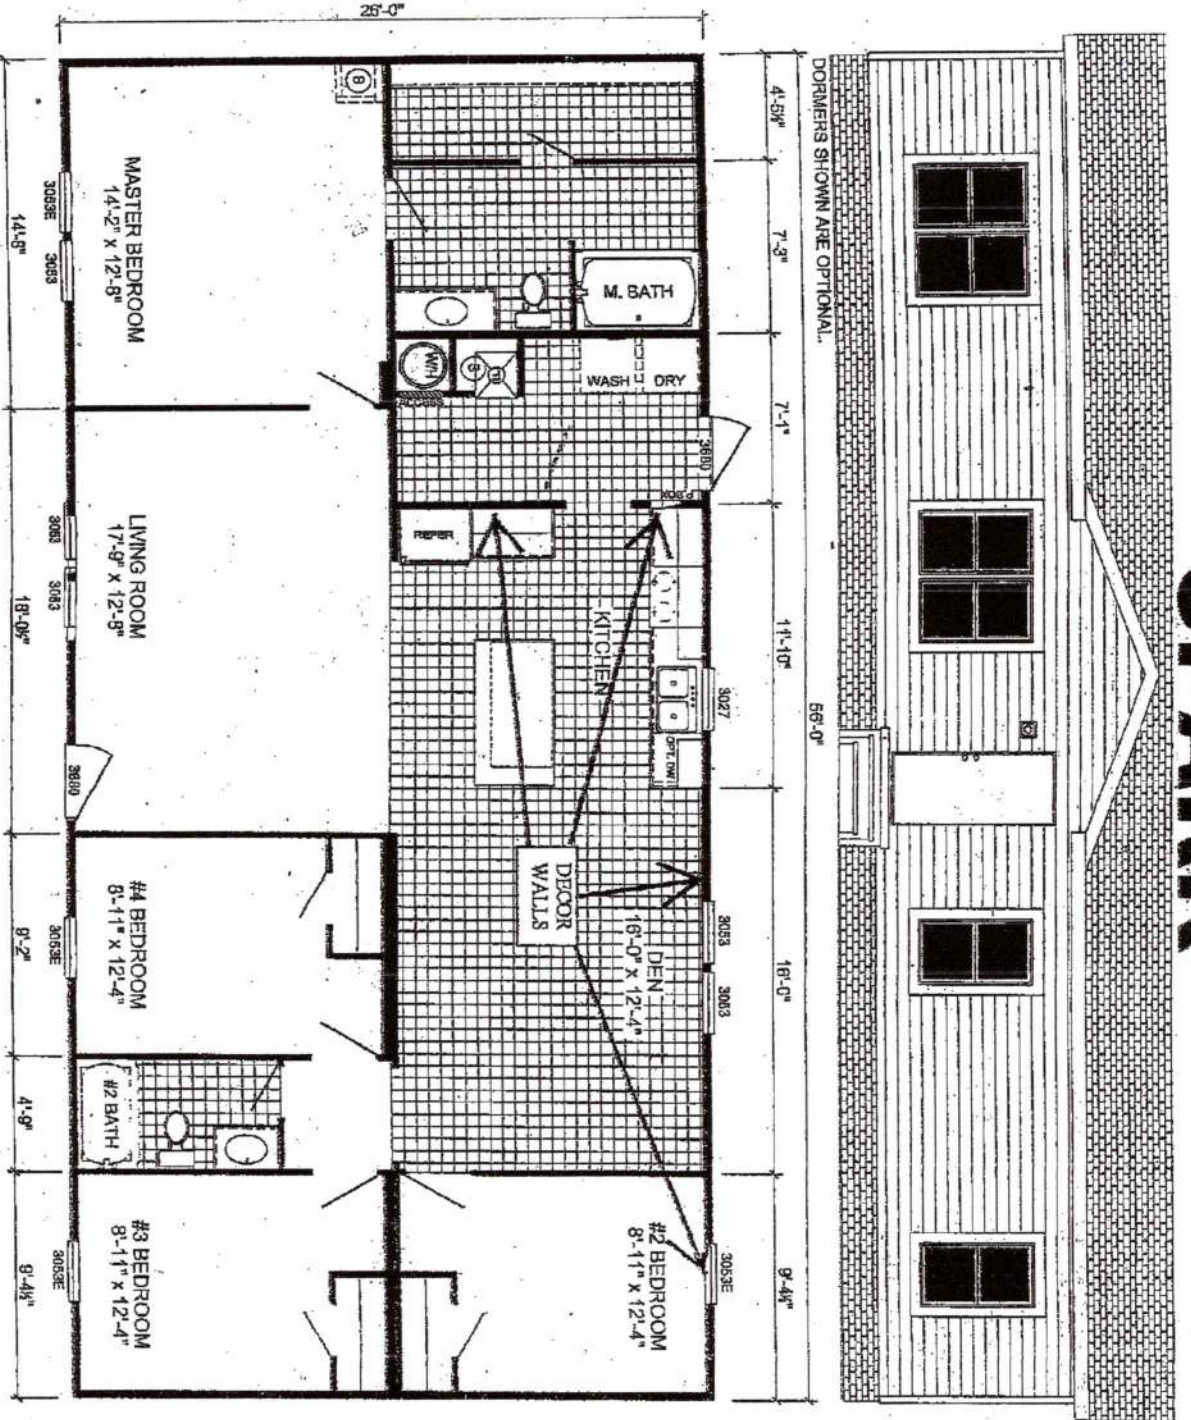 DORMERS SHOWN ARE OPTIONAL.
56'-0"
4'-5½"
7'-3"
7'-1"
11'-10"
16'-0"
9'-4½"
26'-0"
3680
3027
3053
3053
3053E
M. BATH
WASH
DRY
P.BOX
W/H
ACCESS
S
REFER
KITCHEN
OPT. DW
DECOR
WALLS
DEN
16'-0" x 12'-4"
#2 BEDROOM
8'-11" x 12'-4"
B
MASTER BEDROOM
14'-2" x 12'-8"
LIVING ROOM
17'-9" x 12'-8"
#4 BEDROOM
8'-11" x 12'-4"
#2 BATH
#3 BEDROOM
8'-11" x 12'-4"
3053E
3053
3053
3053
3680
3053E
3053E
14'-8"
18'-0½"
9'-2"
4'-9"
9'-4½"